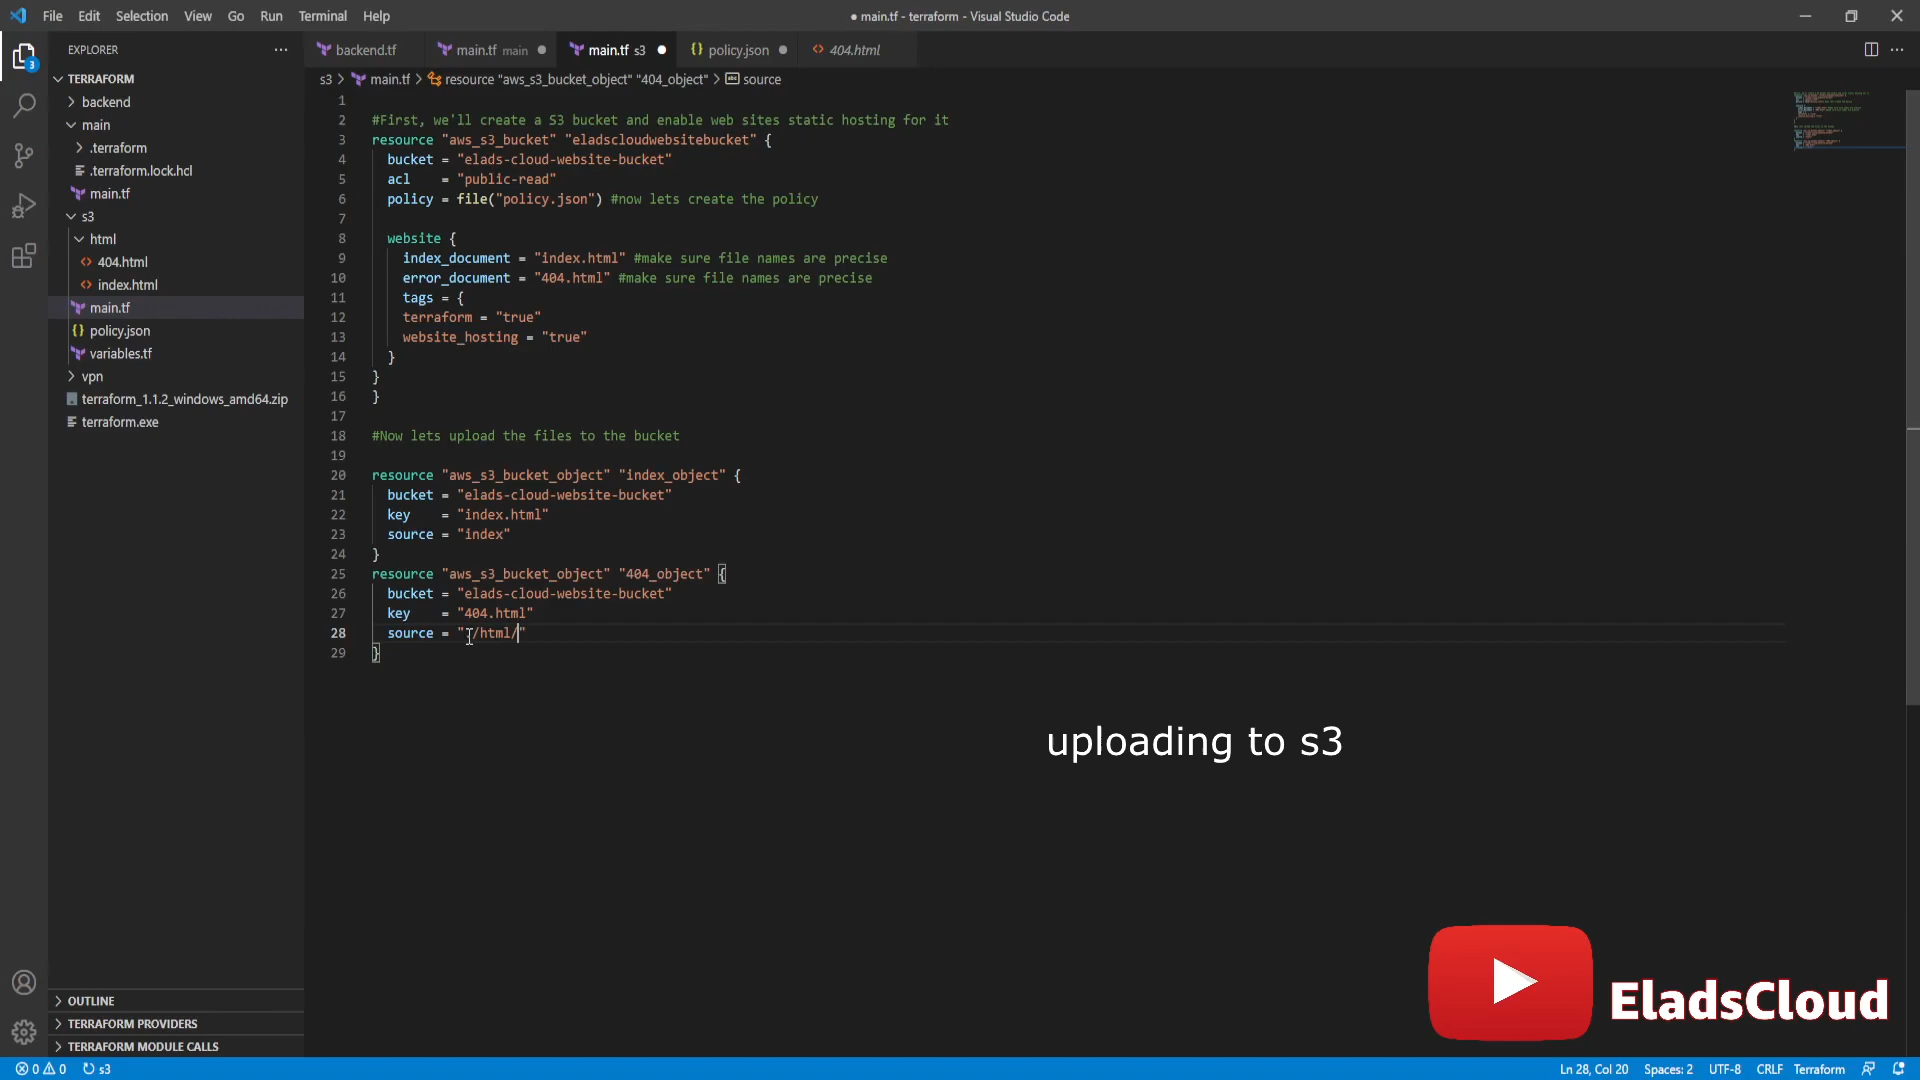 File Edit Selection View Go Run Terminal Help
● main.tf - terraform - Visual Studio Code
EXPLORER
backend.tf main.tf main main.tf s3 policy.json 404.html
s3 > main.tf > resource "aws_s3_bucket_object" "404_object" > source
TERRAFORM
backend
main
.terraform
.terraform.lock.hcl
main.tf
s3
html
404.html
index.html
main.tf
policy.json
variables.tf
vpn
terraform_1.1.2_windows_amd64.zip
terraform.exe
OUTLINE
TERRAFORM PROVIDERS
TERRAFORM MODULE CALLS
3
1
2 #First, we'll create a S3 bucket and enable web sites static hosting for it
3 resource "aws_s3_bucket" "eladscloudwebsitebucket" {
4 bucket = "elads-cloud-website-bucket"
5 acl = "public-read"
6 policy = file("policy.json") #now lets create the policy
7
8 website {
9 index_document = "index.html" #make sure file names are precise
10 error_document = "404.html" #make sure file names are precise
11 tags = {
12 terraform = "true"
13 website_hosting = "true"
14 }
15 }
16 }
17
18 #Now lets upload the files to the bucket
19
20 resource "aws_s3_bucket_object" "index_object" {
21 bucket = "elads-cloud-website-bucket"
22 key = "index.html"
23 source = "index"
24 }
25 resource "aws_s3_bucket_object" "404_object" {
26 bucket = "elads-cloud-website-bucket"
27 key = "404.html"
28 source = "/html/"
29 }
uploading to s3
EladsCloud
0 0 s3
Ln 28, Col 20 Spaces: 2 UTF-8 CRLF Terraform